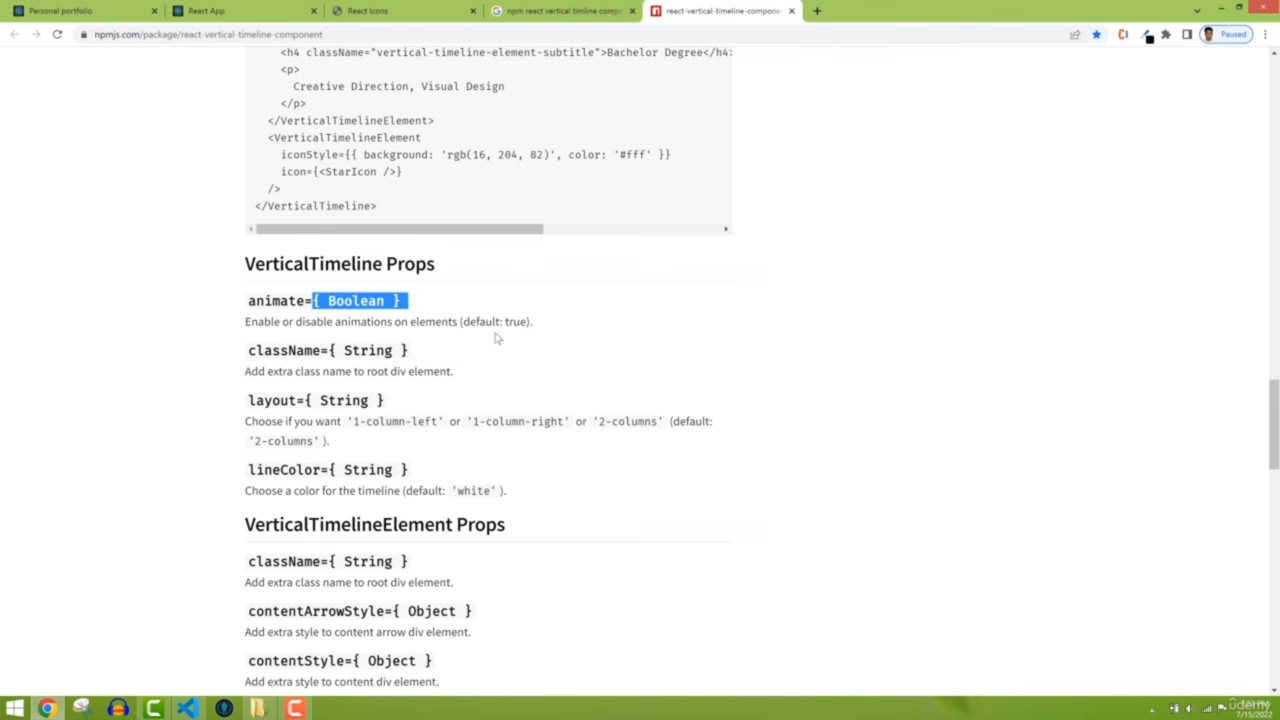 Personal portfolio
React App
React Icons
npm react vertical timline compo
react-vertical-timeline-compone
npmjs.com/package/react-vertical-timeline-component
Paused
<h4 className="vertical-timeline-element-subtitle">Bachelor Degree</h4>
<p>
Creative Direction, Visual Design
</p>
</VerticalTimelineElement>
<VerticalTimelineElement
iconStyle={{ background: 'rgb(16, 204, 82)', color: '#fff' }}
icon={<StarIcon />}
/>
</VerticalTimeline>
VerticalTimeline Props
animate={ Boolean }
Enable or disable animations on elements (default: true).
className={ String }
Add extra class name to root div element.
layout={ String }
Choose if you want '1-column-left' or '1-column-right' or '2-columns' (default:
'2-columns').
lineColor={ String }
Choose a color for the timeline (default: 'white').
VerticalTimelineElement Props
className={ String }
Add extra class name to root div element.
contentArrowStyle={ Object }
Add extra style to content arrow div element.
contentStyle={ Object }
Add extra style to content div element.
udemy
7/15/2022